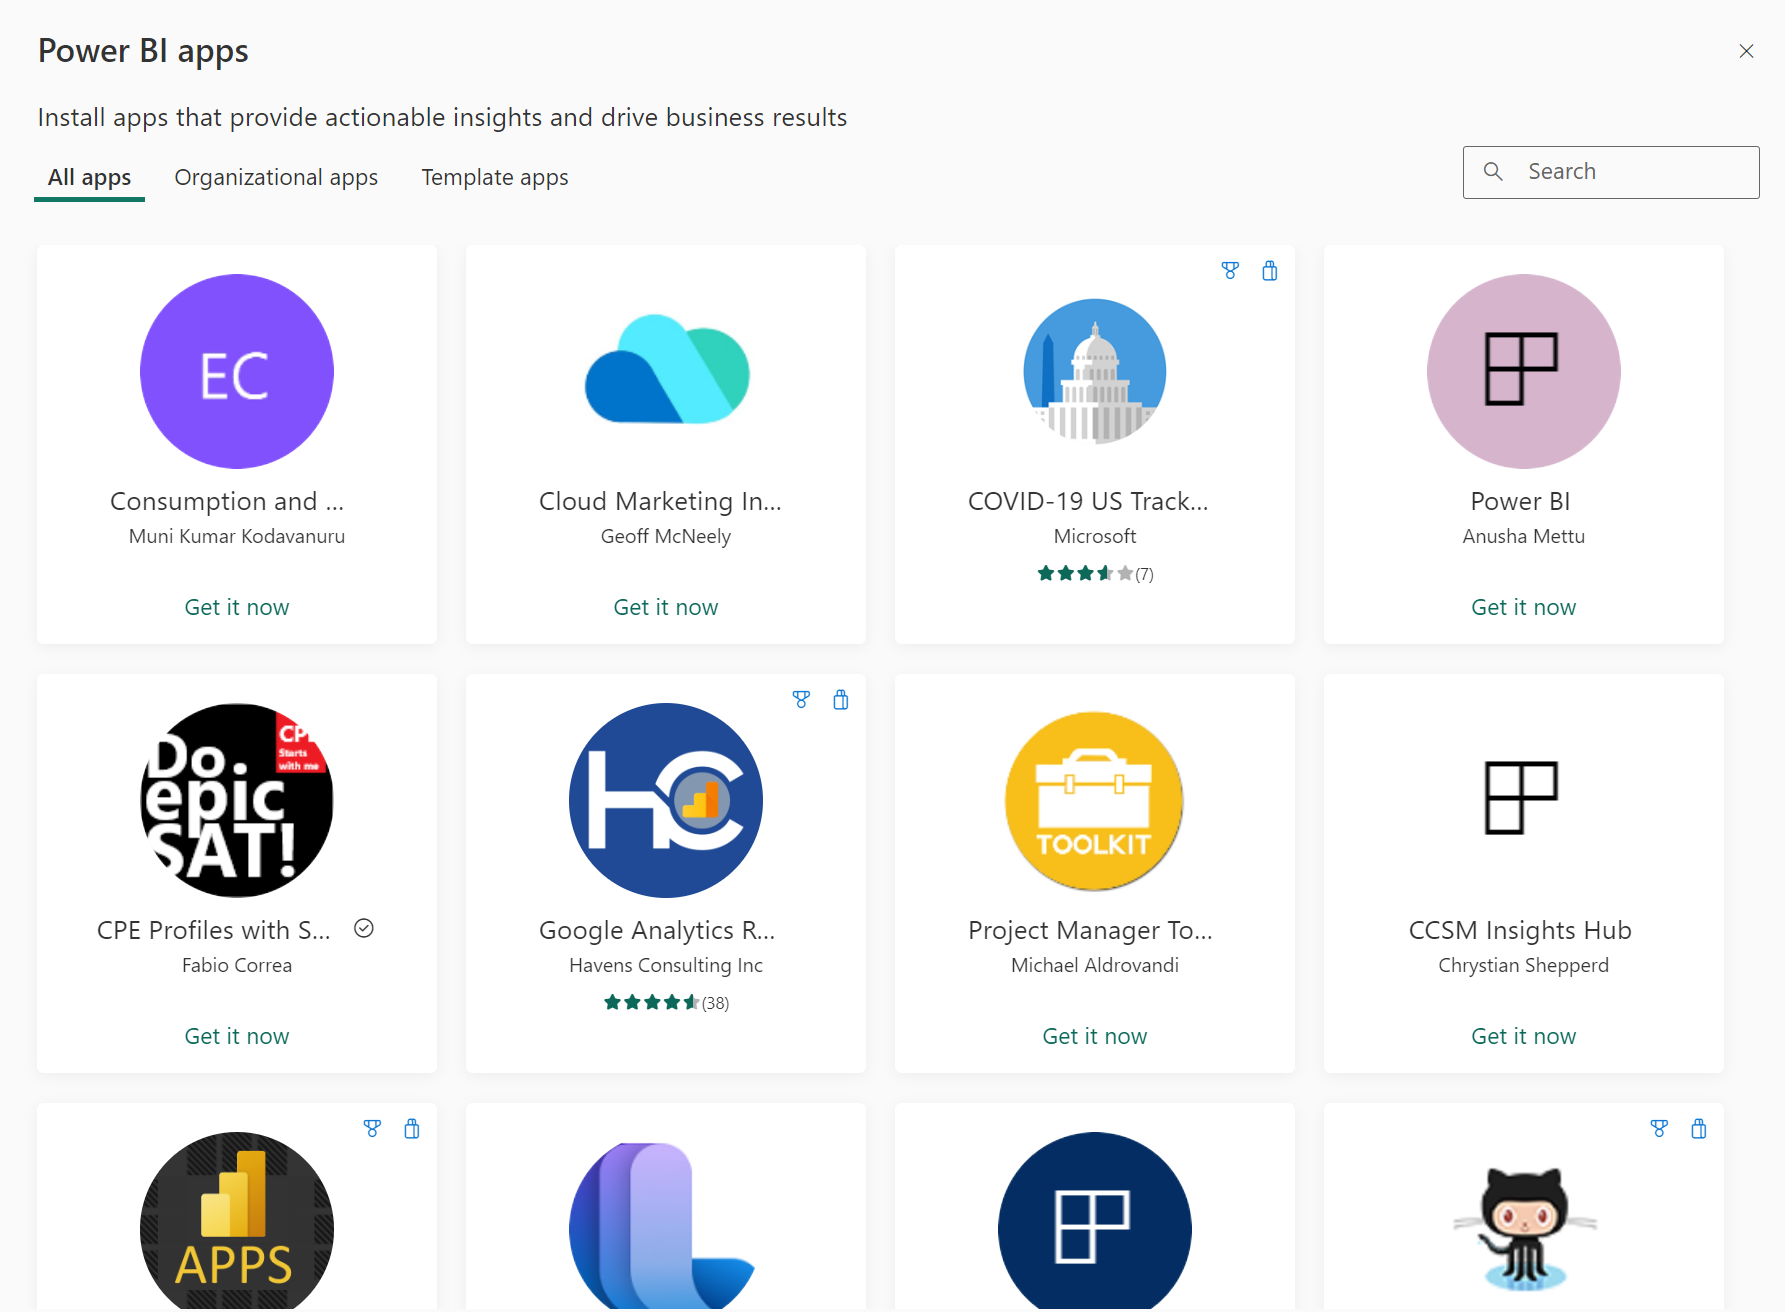 Power BI apps
Install apps that provide actionable insights and drive business results
All apps Organizational apps Template apps
Search
EC
Consumption and ...
Muni Kumar Kodavanuru
Get it now
Cloud Marketing In...
Geoff McNeely
Get it now
COVID-19 US Track...
Microsoft
(7)
Power BI
Anusha Mettu
Get it now
Do
epic
SAT!
CPE
Starts
with me
CPE Profiles with S...
Fabio Correa
Get it now
HC
Google Analytics R...
Havens Consulting Inc
(38)
TOOLKIT
Project Manager To...
Michael Aldrovandi
Get it now
CCSM Insights Hub
Chrystian Shepperd
Get it now
APPS